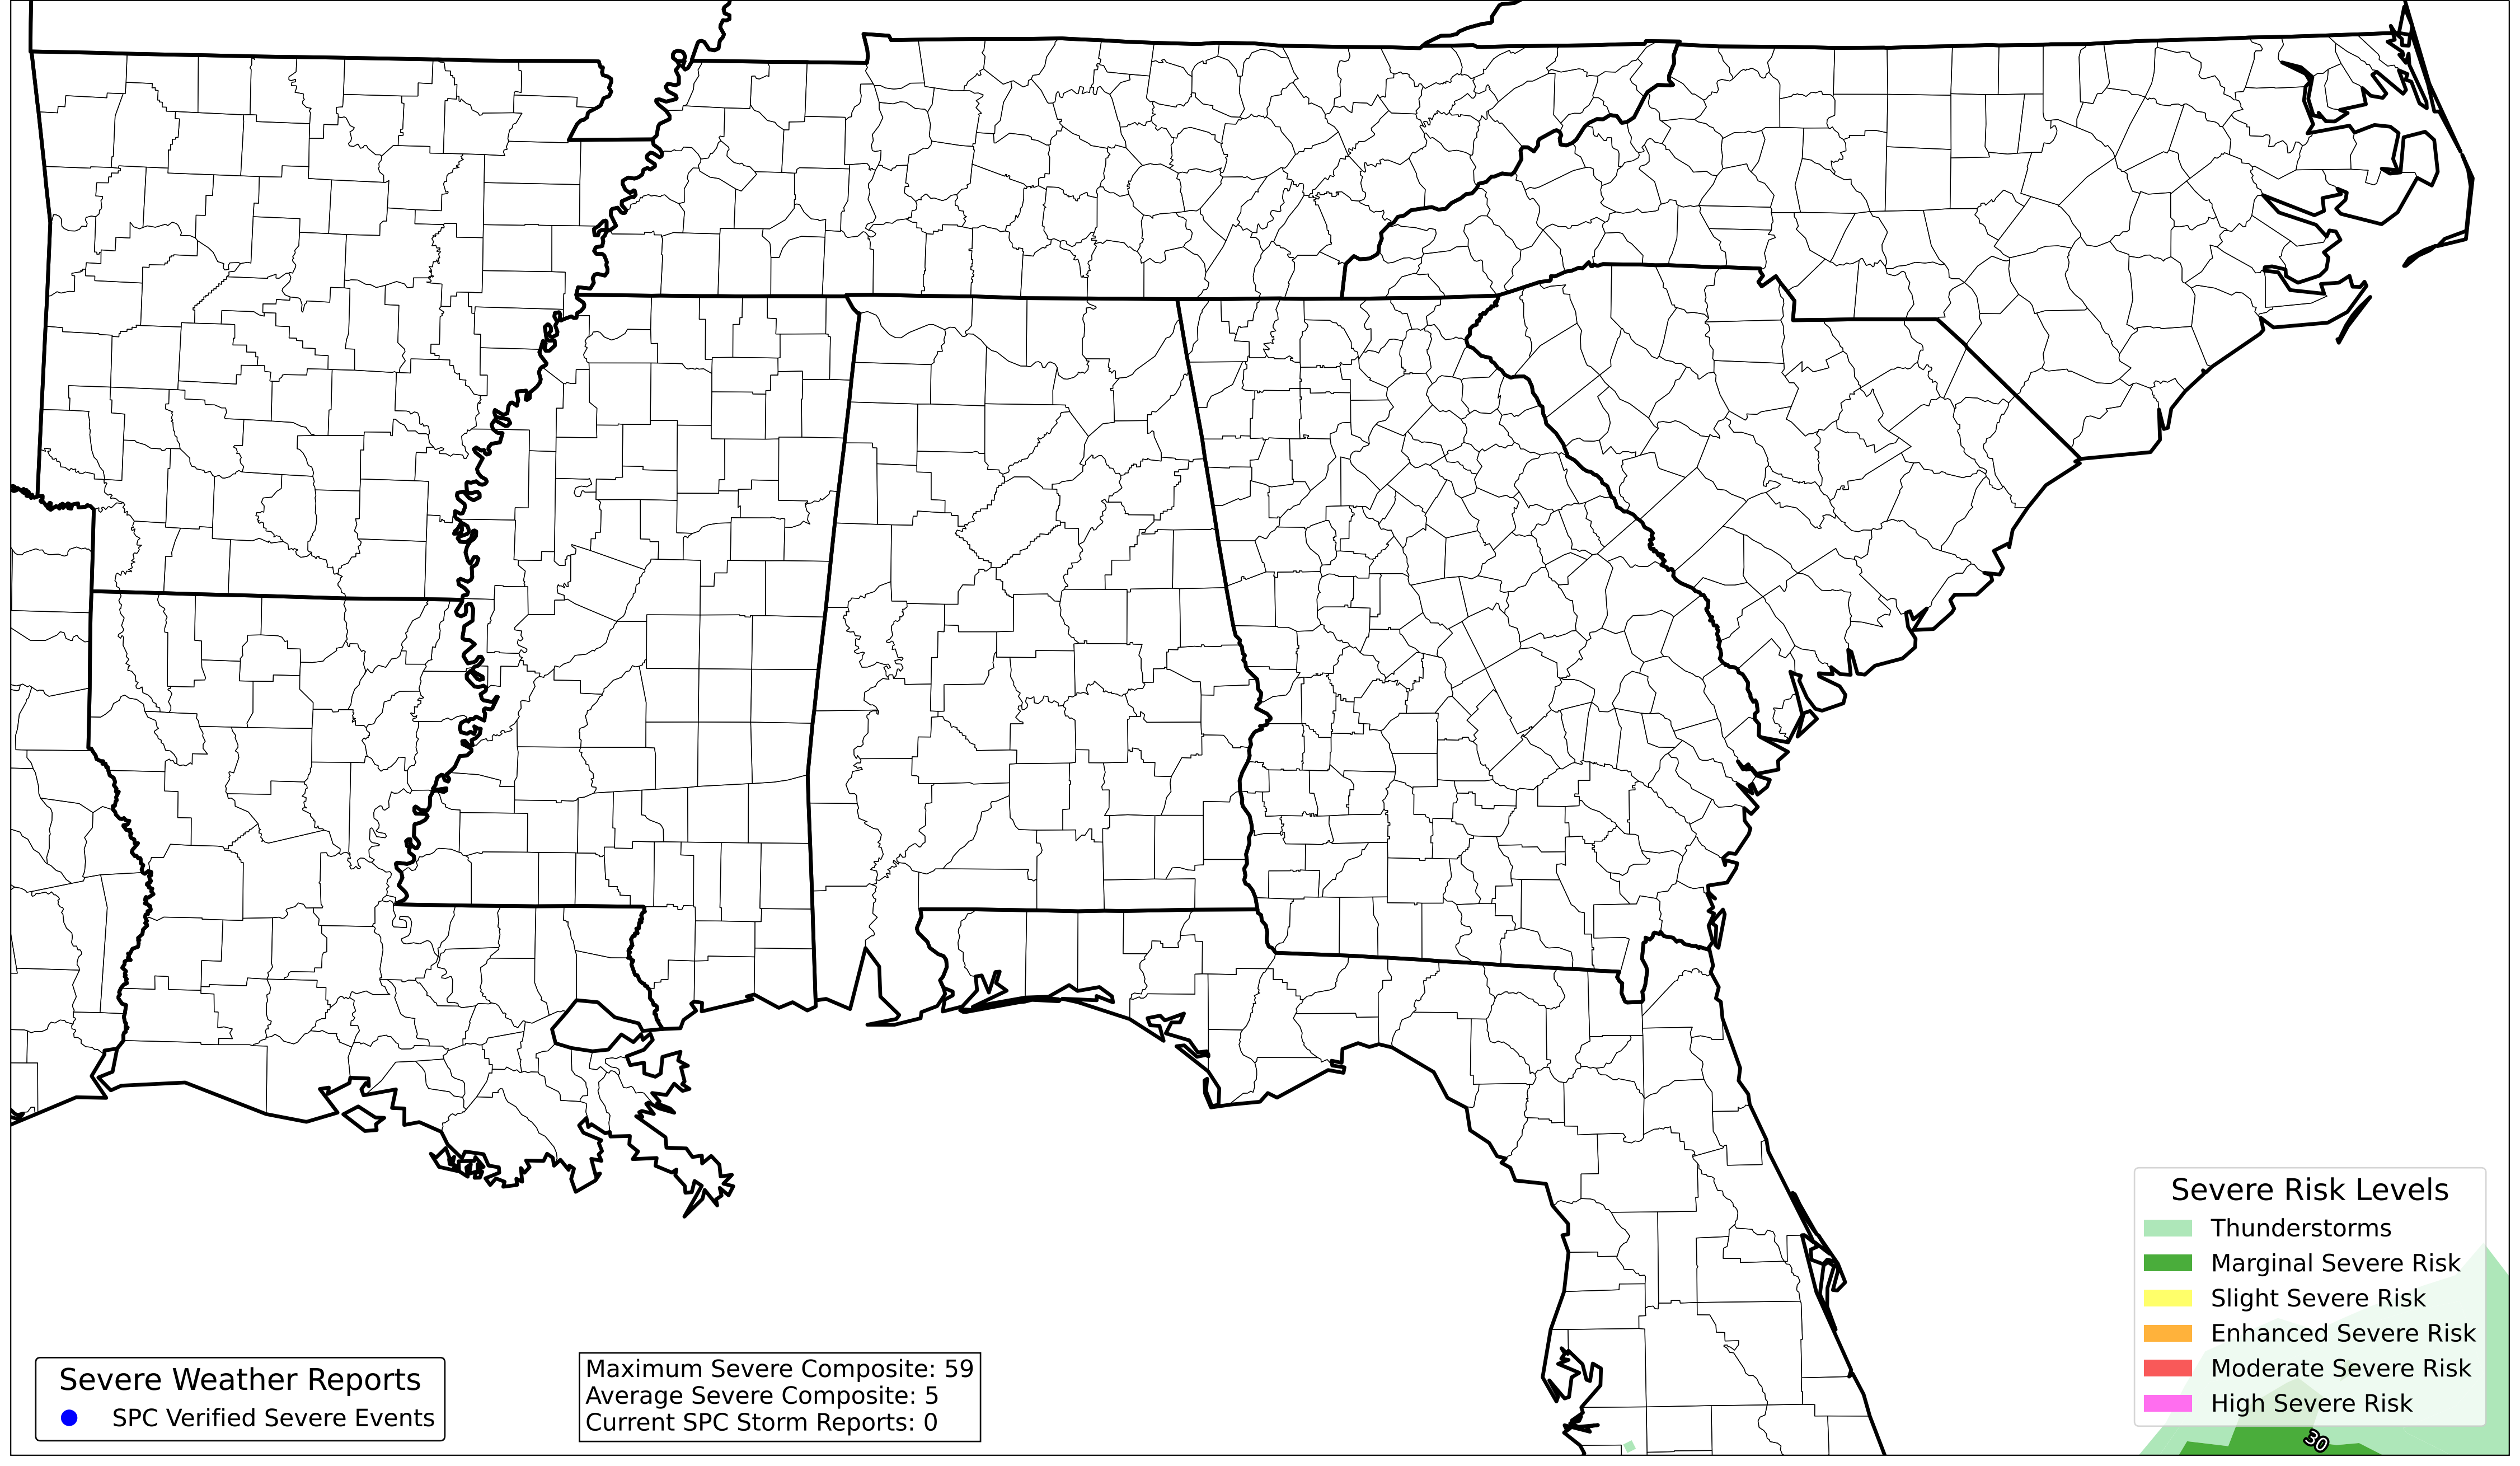 Severe Risk Levels
Thunderstorms
Marginal Severe Risk
Slight Severe Risk
Enhanced Severe Risk
Moderate Severe Risk
High Severe Risk
30
Severe Weather Reports
SPC Verified Severe Events
Maximum Severe Composite: 59
Average Severe Composite: 5
Current SPC Storm Reports: 0